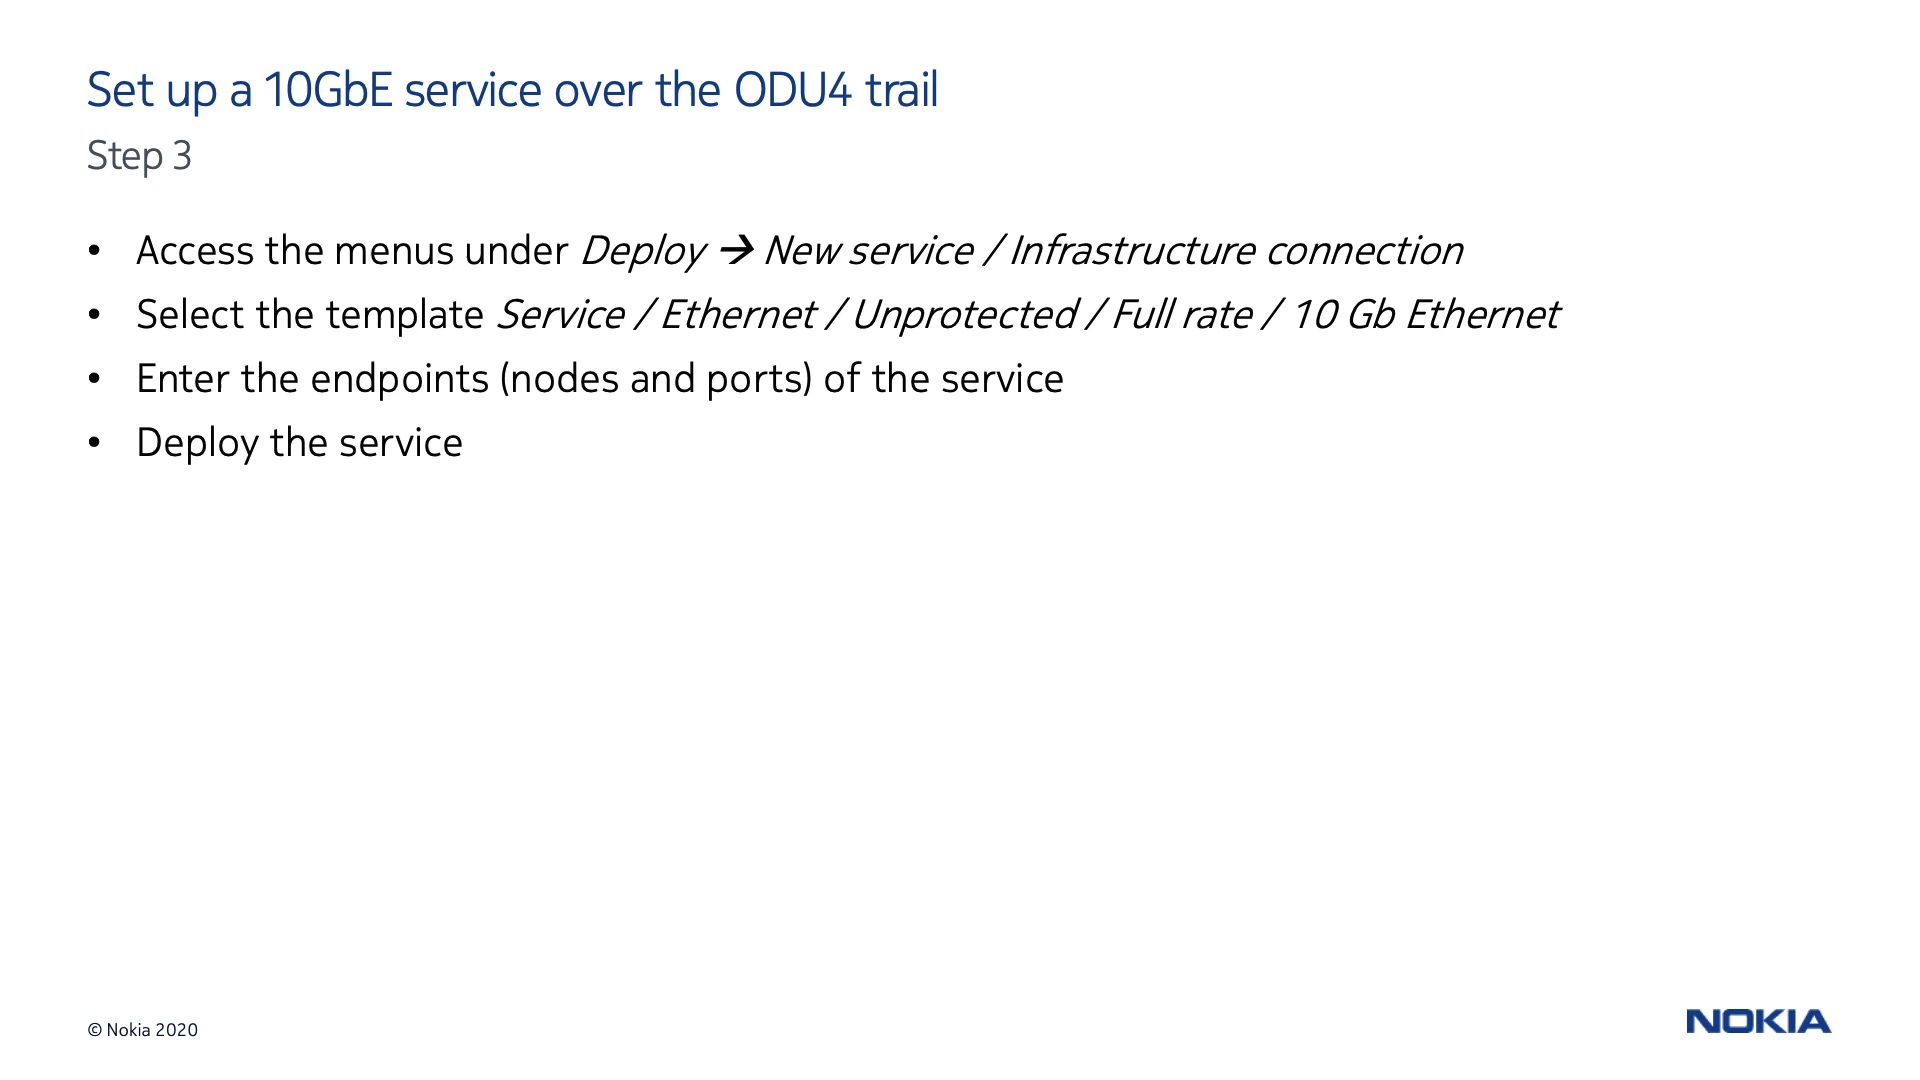 Set up a 10GbE service over the ODU4 trail
Step 3
• Access the menus under Deploy → New service / Infrastructure connection
• Select the template Service / Ethernet / Unprotected / Full rate / 10 Gb Ethernet
• Enter the endpoints (nodes and ports) of the service
• Deploy the service
© Nokia 2020
NOKIA